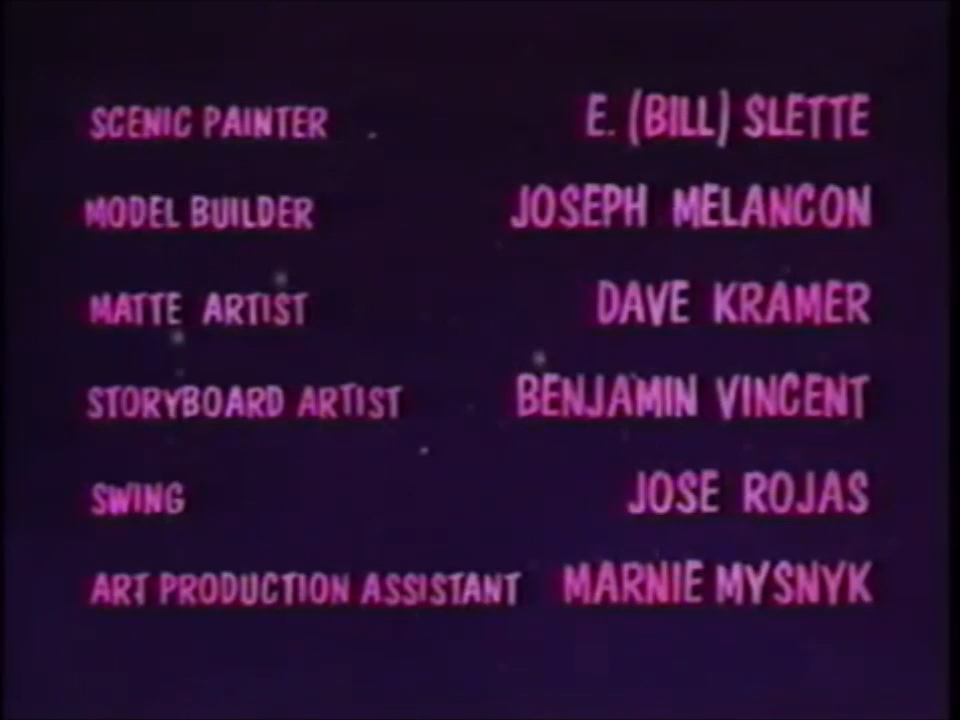 SCENIC PAINTER E. (BILL) SLETTE
MODEL BUILDER JOSEPH MELANCON
MATTE ARTIST DAVE KRAMER
STORYBOARD ARTIST BENJAMIN VINCENT
SWING JOSE ROJAS
ART PRODUCTION ASSISTANT MARNIE MYSNYK